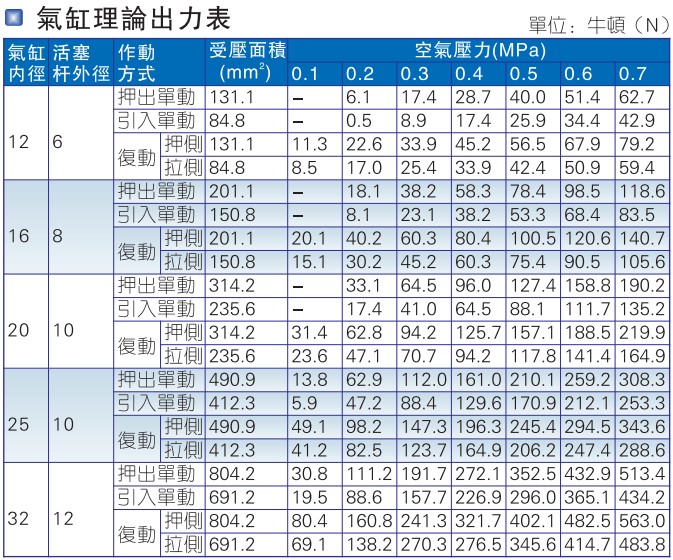 氣缸理論出力表
單位：牛頓（N）
氣缸內徑 活塞杆外徑 作動方式 受壓面積(mm²) 空氣壓力(MPa)
0.1 0.2 0.3 0.4 0.5 0.6 0.7
12 6 押出單動 131.1 – 6.1 17.4 28.7 40.0 51.4 62.7
引入單動 84.8 – 0.5 8.9 17.4 25.9 34.4 42.9
復動 押側 131.1 11.3 22.6 33.9 45.2 56.5 67.9 79.2
拉側 84.8 8.5 17.0 25.4 33.9 42.4 50.9 59.4
16 8 押出單動 201.1 – 18.1 38.2 58.3 78.4 98.5 118.6
引入單動 150.8 – 8.1 23.1 38.2 53.3 68.4 83.5
復動 押側 201.1 20.1 40.2 60.3 80.4 100.5 120.6 140.7
拉側 150.8 15.1 30.2 45.2 60.3 75.4 90.5 105.6
20 10 押出單動 314.2 – 33.1 64.5 96.0 127.4 158.8 190.2
引入單動 235.6 – 17.4 41.0 64.5 88.1 111.7 135.2
復動 押側 314.2 31.4 62.8 94.2 125.7 157.1 188.5 219.9
拉側 235.6 23.6 47.1 70.7 94.2 117.8 141.4 164.9
25 10 押出單動 490.9 13.8 62.9 112.0 161.0 210.1 259.2 308.3
引入單動 412.3 5.9 47.2 88.4 129.6 170.9 212.1 253.3
復動 押側 490.9 49.1 98.2 147.3 196.3 245.4 294.5 343.6
拉側 412.3 41.2 82.5 123.7 164.9 206.2 247.4 288.6
32 12 押出單動 804.2 30.8 111.2 191.7 272.1 352.5 432.9 513.4
引入單動 691.2 19.5 88.6 157.7 226.9 296.0 365.1 434.2
復動 押側 804.2 80.4 160.8 241.3 321.7 402.1 482.5 563.0
拉側 691.2 69.1 138.2 270.3 276.5 345.6 414.7 483.8